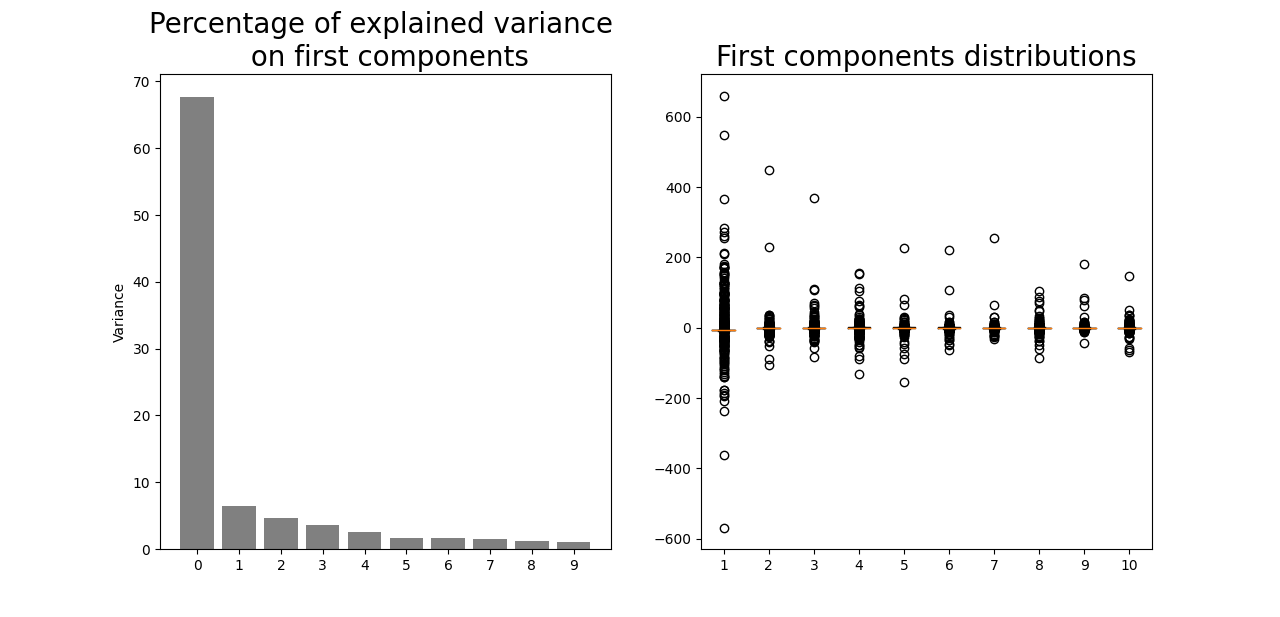 Percentage of explained variance
on first components
Variance
70
60
50
40
30
20
10
0
0 1 2 3 4 5 6 7 8 9
First components distributions
600
400
200
0
−200
−400
−600
1 2 3 4 5 6 7 8 9 10